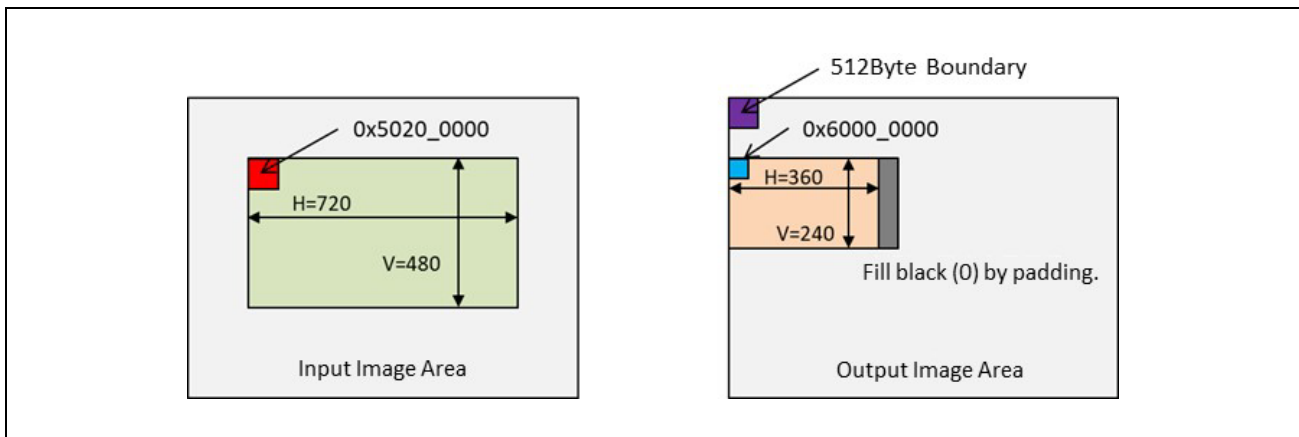 0x5020_0000
H=720
V=480
Input Image Area
512Byte Boundary
0x6000_0000
H=360
V=240
Fill black (0) by padding.
Output Image Area